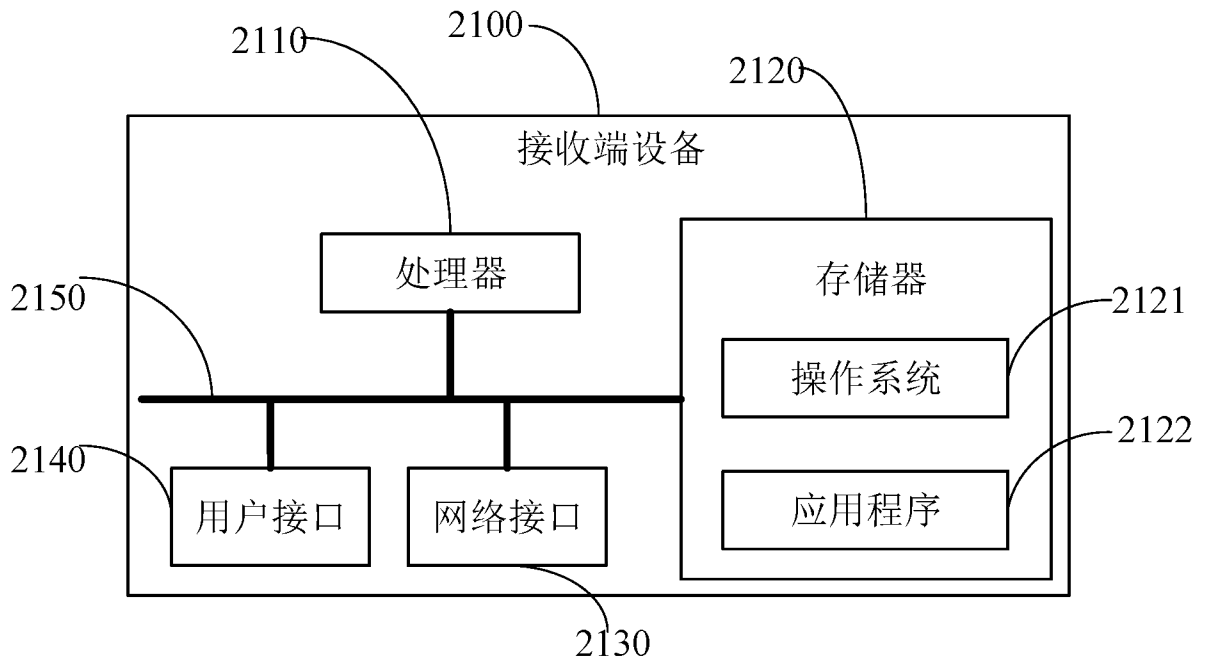 2100
2110
2120
接收端设备
处理器
存储器
2150
2121
操作系统
2122
2140
用户接口
网络接口
应用程序
2130